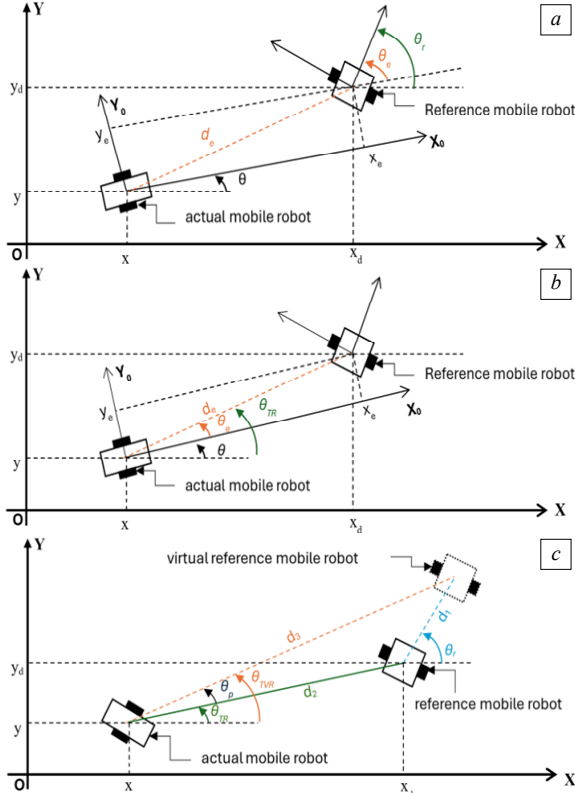 Y
a
θr
θe
yd
Reference mobile robot
Y0
X0
ye
de
xe
θ
y
actual mobile robot
O
x
xd
X
Y
b
yd
Reference mobile robot
Y0
ye
de
θe
θTR
xe
X0
θ
y
actual mobile robot
O
x
xd
X
Y
c
virtual reference mobile robot
d3
d1
yd
θr
θp
θTVR
d2
reference mobile robot
y
θTR
actual mobile robot
O
x
x
X